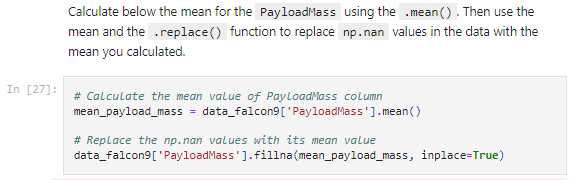 Calculate below the mean for the PayloadMass using the .mean() . Then use the
mean and the .replace() function to replace np.nan values in the data with the
mean you calculated.
In [27]:
# Calculate the mean value of PayloadMass column
mean_payload_mass = data_falcon9['PayloadMass'].mean()
# Replace the np.nan values with its mean value
data_falcon9['PayloadMass'].fillna(mean_payload_mass, inplace=True)